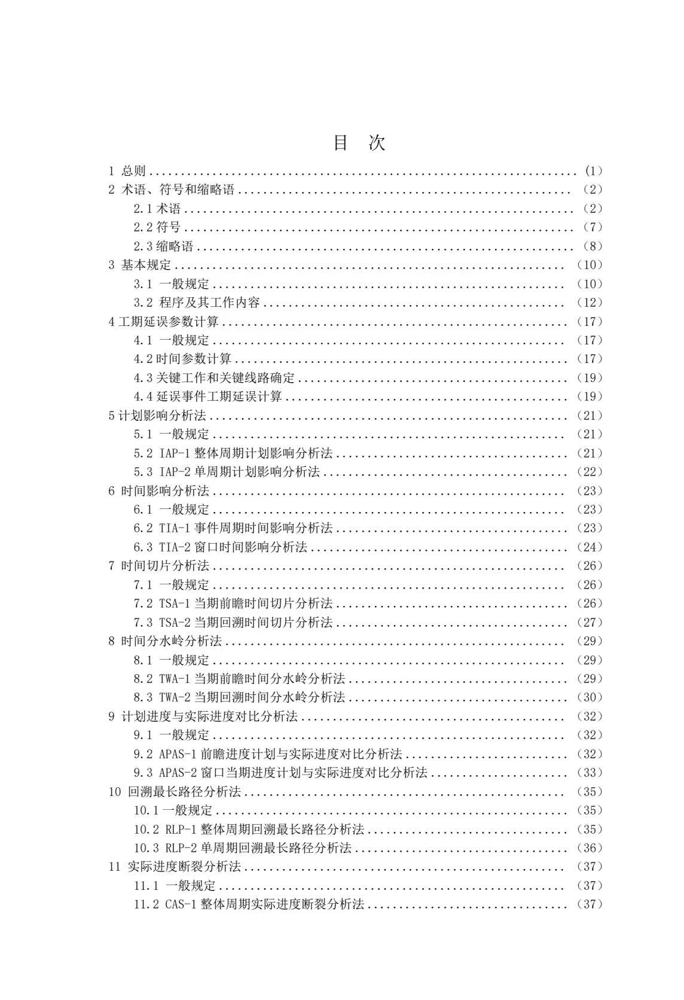 目 次
1 总则 (1)
2 术语、符号和缩略语 (2)
2.1 术语 (2)
2.2 符号 (7)
2.3 缩略语 (8)
3 基本规定 (10)
3.1 一般规定 (10)
3.2 程序及其工作内容 (12)
4 工期延误参数计算 (17)
4.1 一般规定 (17)
4.2 时间参数计算 (17)
4.3 关键工作和关键线路确定 (19)
4.4 延误事件工期延误计算 (19)
5 计划影响分析法 (21)
5.1 一般规定 (21)
5.2 IAP-1 整体周期计划影响分析法 (21)
5.3 IAP-2 单周期计划影响分析法 (22)
6 时间影响分析法 (23)
6.1 一般规定 (23)
6.2 TIA-1 事件周期时间影响分析法 (23)
6.3 TIA-2 窗口时间影响分析法 (24)
7 时间切片分析法 (26)
7.1 一般规定 (26)
7.2 TSA-1 当期前瞻时间切片分析法 (26)
7.3 TSA-2 当期回溯时间切片分析法 (27)
8 时间分水岭分析法 (29)
8.1 一般规定 (29)
8.2 TWA-1 当期前瞻时间分水岭分析法 (29)
8.3 TWA-2 当期回溯时间分水岭分析法 (30)
9 计划进度与实际进度对比分析法 (32)
9.1 一般规定 (32)
9.2 APAS-1 前瞻进度计划与实际进度对比分析法 (32)
9.3 APAS-2 窗口当期进度计划与实际进度对比分析法 (33)
10 回溯最长路径分析法 (35)
10.1 一般规定 (35)
10.2 RLP-1 整体周期回溯最长路径分析法 (35)
10.3 RLP-2 单周期回溯最长路径分析法 (36)
11 实际进度断裂分析法 (37)
11.1 一般规定 (37)
11.2 CAS-1 整体周期实际进度断裂分析法 (37)